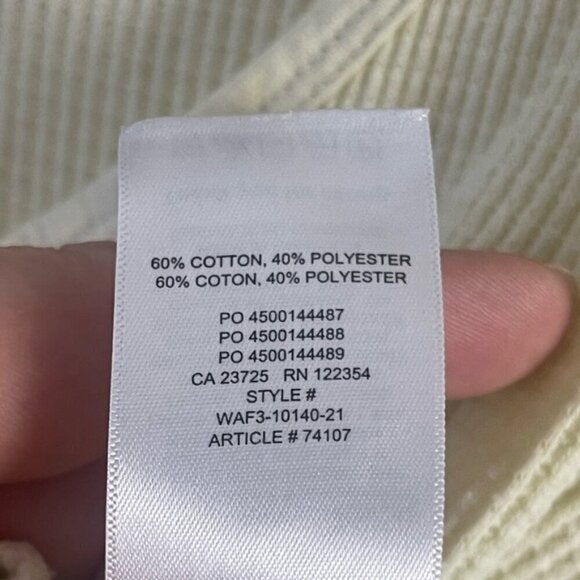 60% COTTON, 40% POLYESTER
60% COTON, 40% POLYESTER
PO 4500144487
PO 4500144488
PO 4500144489
CA 23725 RN 122354
STYLE #
WAF3-10140-21
ARTICLE # 74107